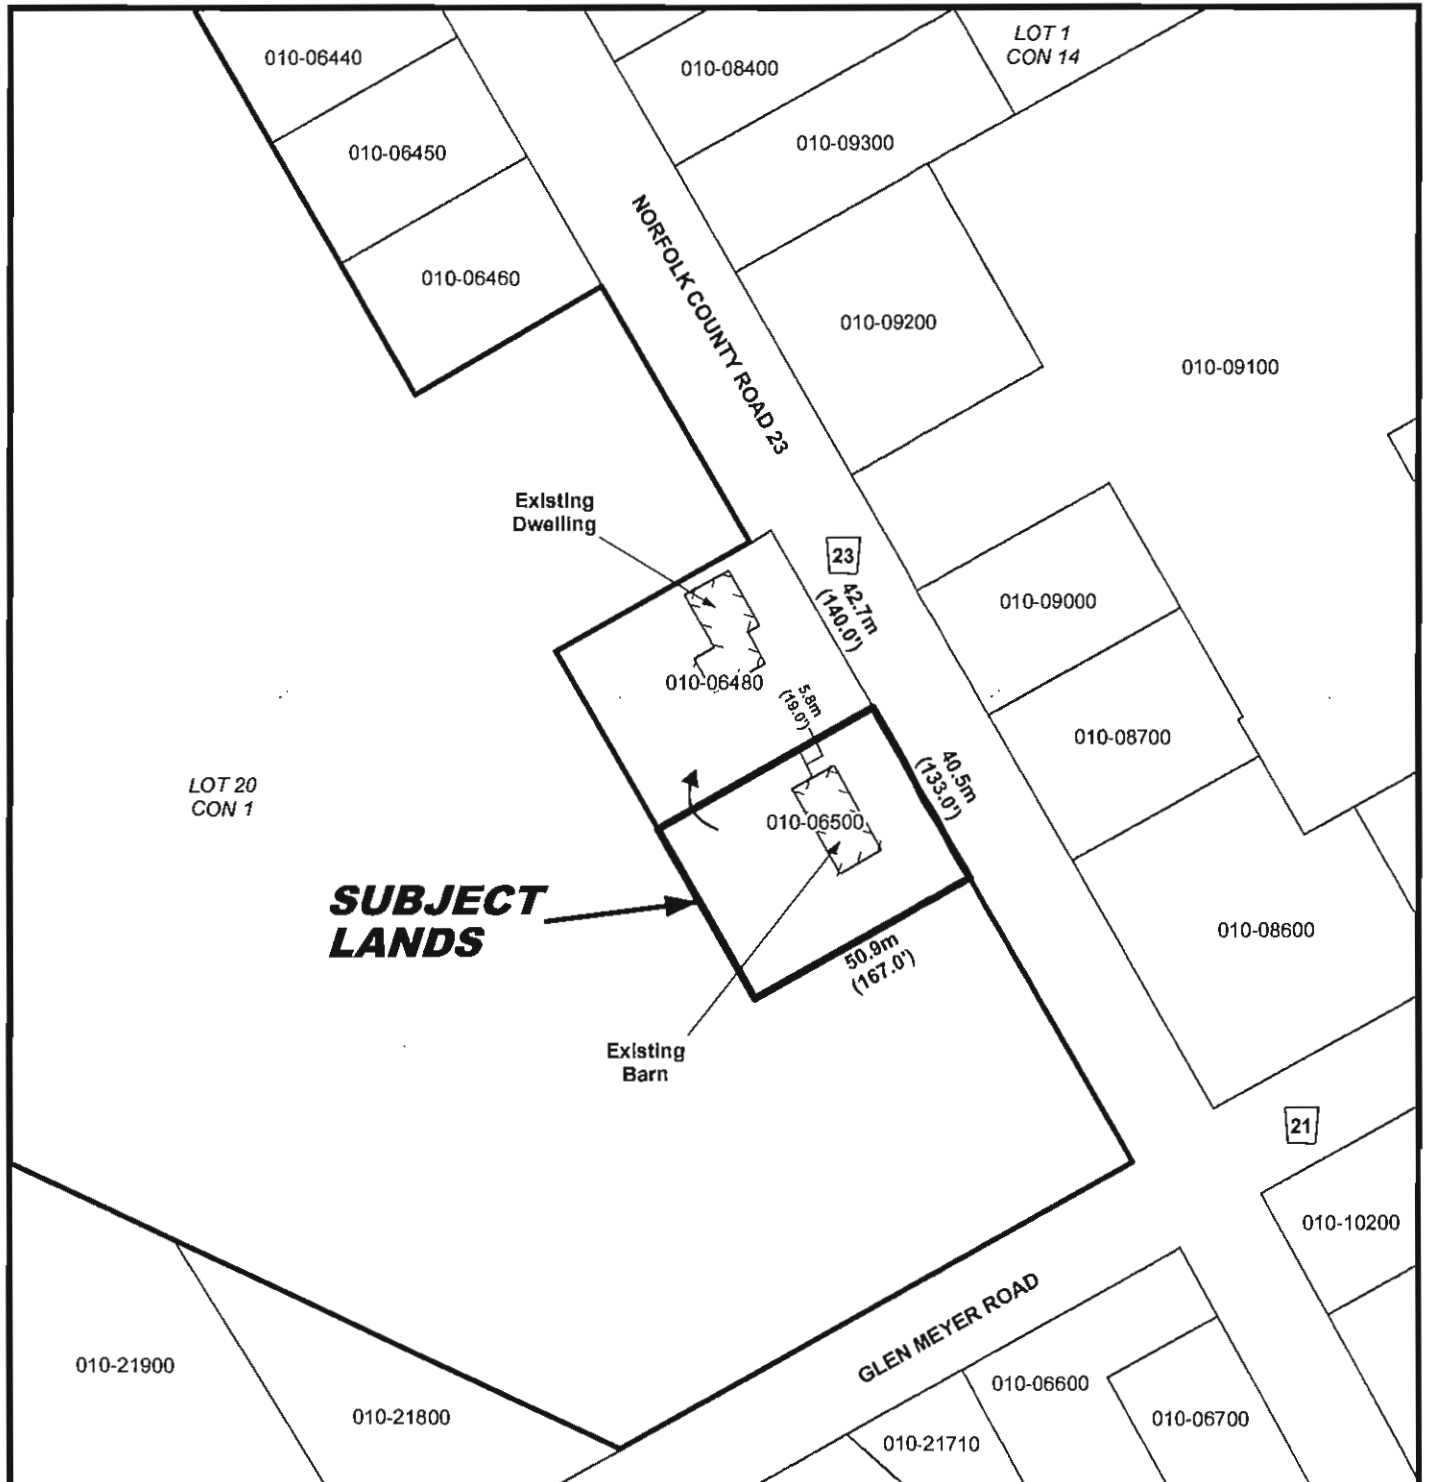 010-06440
010-08400
LOT 1
CON 14
010-06450
010-09300
010-06460
NORFOLK COUNTY ROAD 23
010-09200
010-09100
Existing
Dwelling
23
42.7m
(140.0')
010-09000
010-06480
5.8m
(19.0')
010-08700
LOT 20
CON 1
40.5m
(133.0')
010-06500
SUBJECT
LANDS
50.9m
(167.0')
010-08600
Existing
Barn
21
010-10200
GLEN MEYER ROAD
010-21900
010-06600
010-21800
010-06700
010-21710